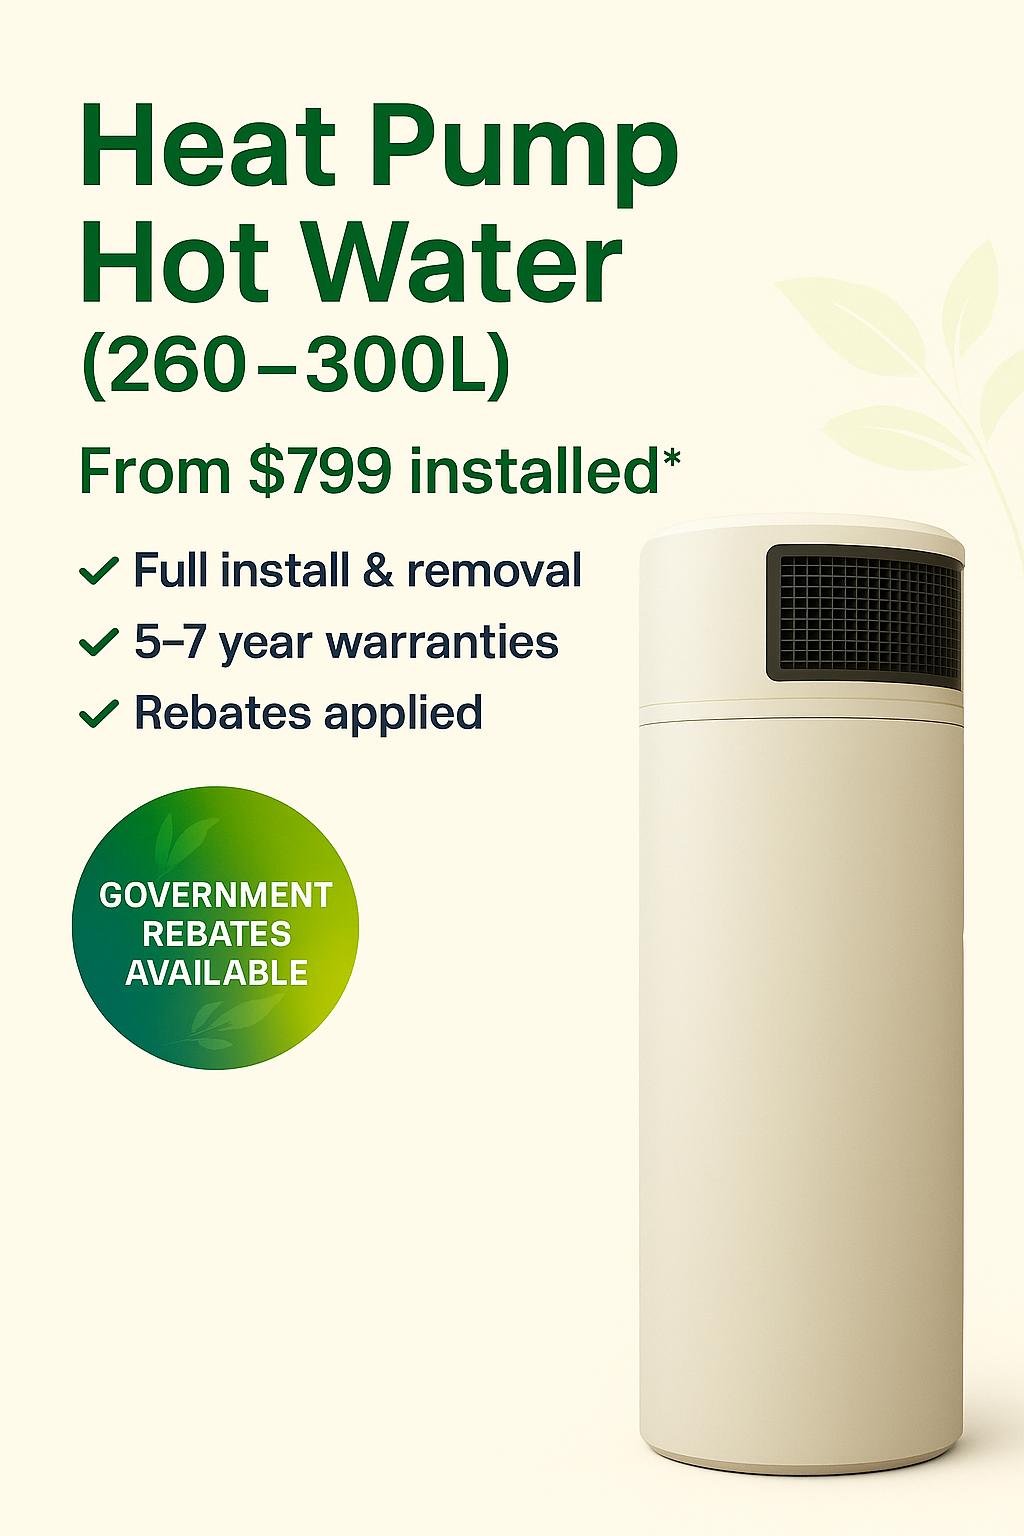 Heat Pump
Hot Water
(260–300L)
From $799 installed*
✓ Full install & removal
✓ 5–7 year warranties
✓ Rebates applied
GOVERNMENT
REBATES
AVAILABLE